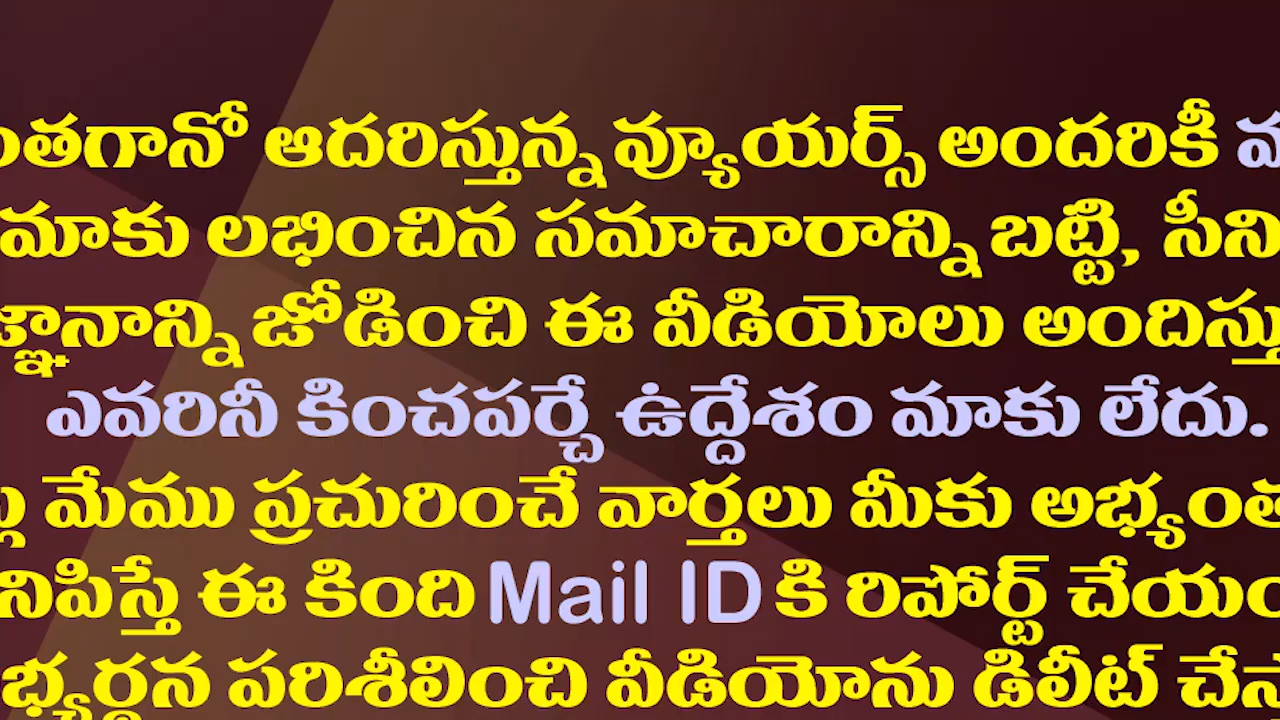 ంతగానో ఆదరిస్తున్న వ్యూయర్స్ అందరికీ
మాకు లభించిన సమాచారాన్ని బట్టి, సీని
జ్ఞానాన్ని జోడించి ఈ వీడియోలు అందిస్తు
ఎవరినీ కించపర్చే ఉద్దేశం మాకు లేదు.
మేము ప్రచురించే వార్తలు మీకు అభ్యంత
నిపిస్తే ఈ కింది Mail ID కి రిపోర్ట్ చేయం
భ్యర్థన పరిశీలించి వీడియోను డిలీట్ చేస